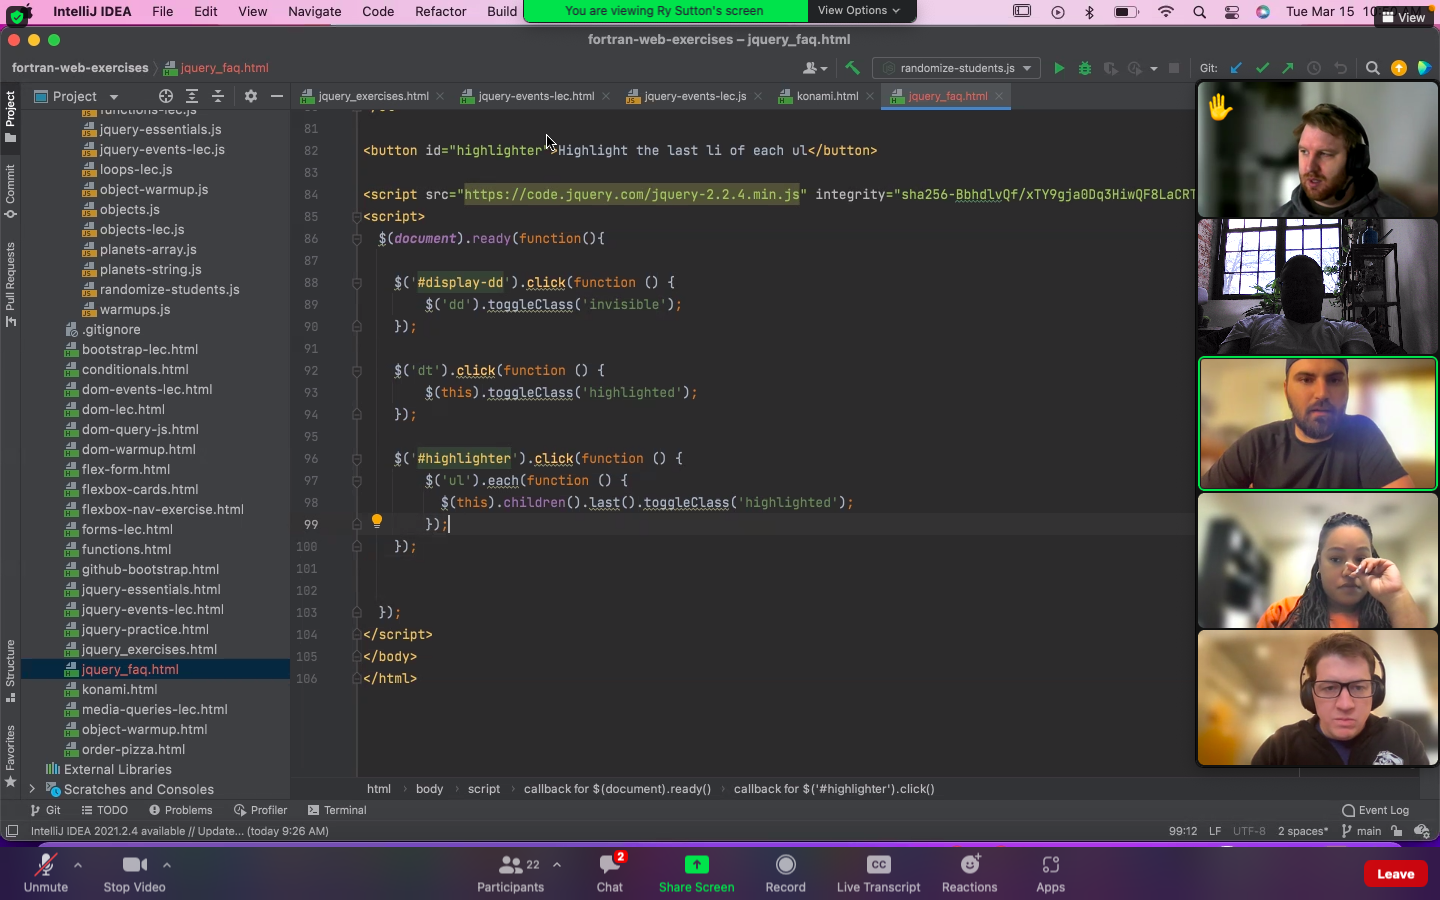 IntelliJ IDEA File Edit View Navigate Code Refactor Build
You are viewing Ry Sutton's screen
View Options
Tue Mar 15
View
fortran-web-exercises – jquery_faq.html
fortran-web-exercises
jquery_faq.html
randomize-students.js
Git:
Project
jquery_exercises.html
jquery-events-lec.html
jquery-events-lec.js
konami.html
jquery_faq.html
Project
Commit
Pull Requests
Structure
Favorites
functions-lec.js
jquery-essentials.js
jquery-events-lec.js
loops-lec.js
object-warmup.js
objects.js
objects-lec.js
planets-array.js
planets-string.js
randomize-students.js
warmups.js
.gitignore
bootstrap-lec.html
conditionals.html
dom-events-lec.html
dom-lec.html
dom-query-js.html
dom-warmup.html
flex-form.html
flexbox-cards.html
flexbox-nav-exercise.html
forms-lec.html
functions.html
github-bootstrap.html
jquery-essentials.html
jquery-events-lec.html
jquery-practice.html
jquery_exercises.html
jquery_faq.html
konami.html
media-queries-lec.html
object-warmup.html
order-pizza.html
External Libraries
Scratches and Consoles
81
82 <button id="highlighter">Highlight the last li of each ul</button>
83
84 <script src="https://code.jquery.com/jquery-2.2.4.min.js" integrity="sha256-BbhdlvQf/xTY9gja0Dq3HiwQF8LaCRT
85 <script>
86 $(document).ready(function(){
87
88 $('#display-dd').click(function () {
89 $('dd').toggleClass('invisible');
90 });
91
92 $('dt').click(function () {
93 $(this).toggleClass('highlighted');
94 });
95
96 $('#highlighter').click(function () {
97 $('ul').each(function () {
98 $(this).children().last().toggleClass('highlighted');
99 });
100 });
101
102
103 });
104 </script>
105 </body>
106 </html>
html body script callback for $(document).ready() callback for $('#highlighter').click()
Git TODO Problems Profiler Terminal
Event Log
IntelliJ IDEA 2021.2.4 available // Update... (today 9:26 AM)
99:12 LF UTF-8 2 spaces* main
22
2
CC
Unmute
Stop Video
Participants
Chat
Share Screen
Record
Live Transcript
Reactions
Apps
Leave